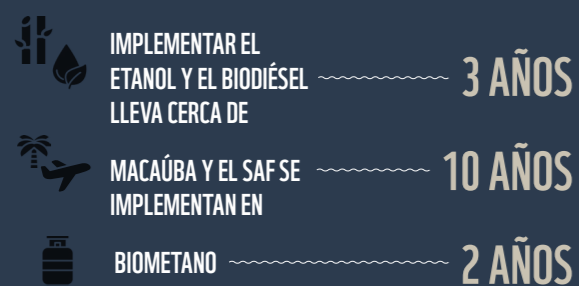 IMPLEMENTAR EL
ETANOL Y EL BIODIÉSEL
LLEVA CERCA DE
3 AÑOS
MACAÚBA Y EL SAF SE
IMPLEMENTAN EN
10 AÑOS
BIOMETANO
2 AÑOS